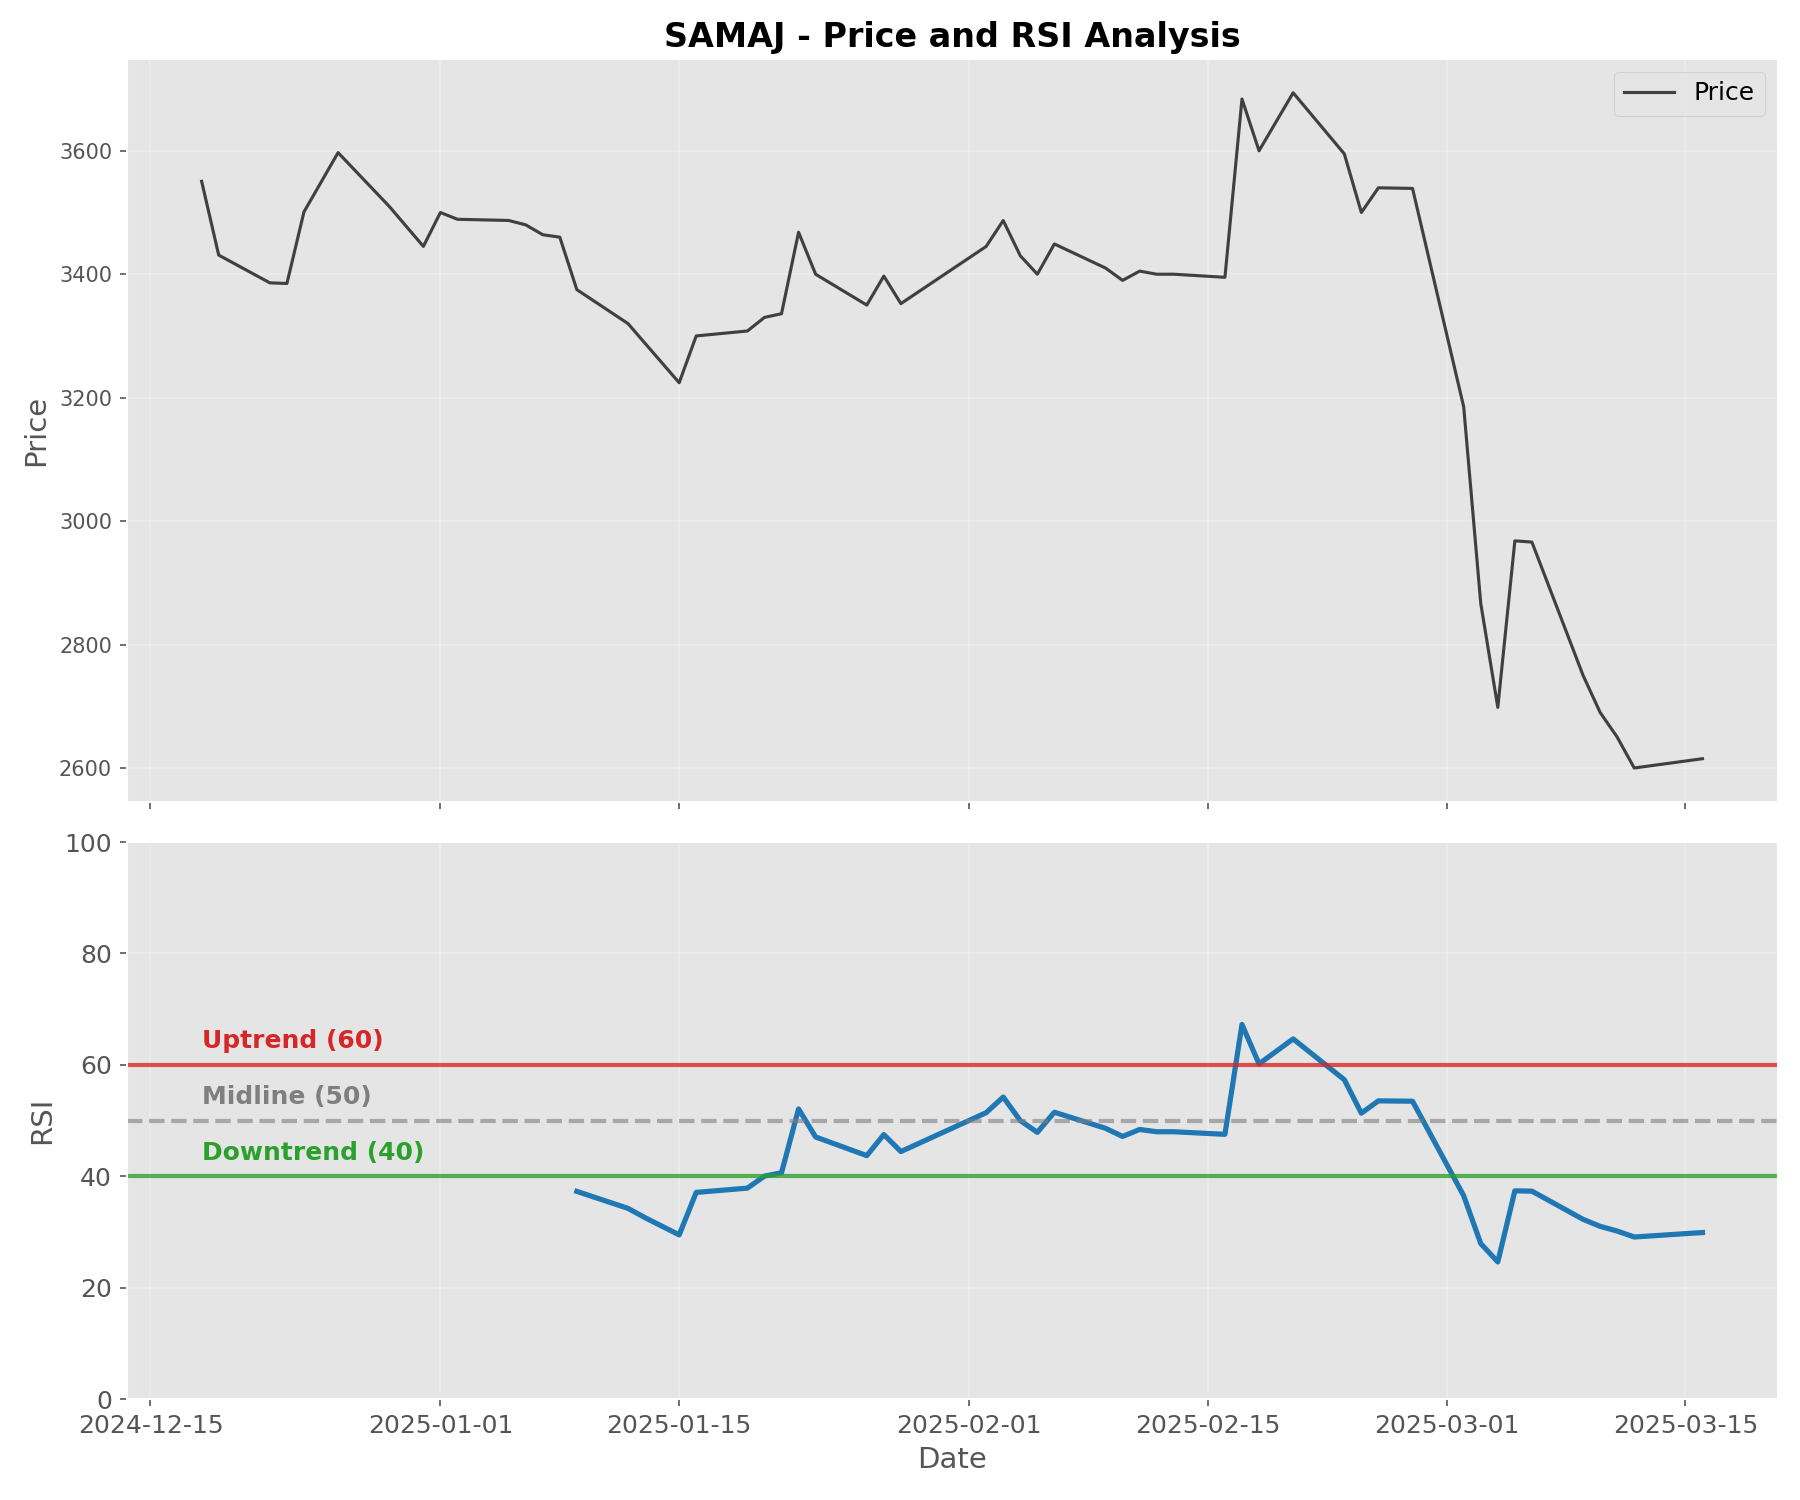 SAMAJ - Price and RSI Analysis
Price
Price
3600
3400
3200
3000
2800
2600
100
80
60
40
20
0
RSI
Uptrend (60)
Midline (50)
Downtrend (40)
2024-12-15 2025-01-01 2025-01-15 2025-02-01 2025-02-15 2025-03-01 2025-03-15
Date